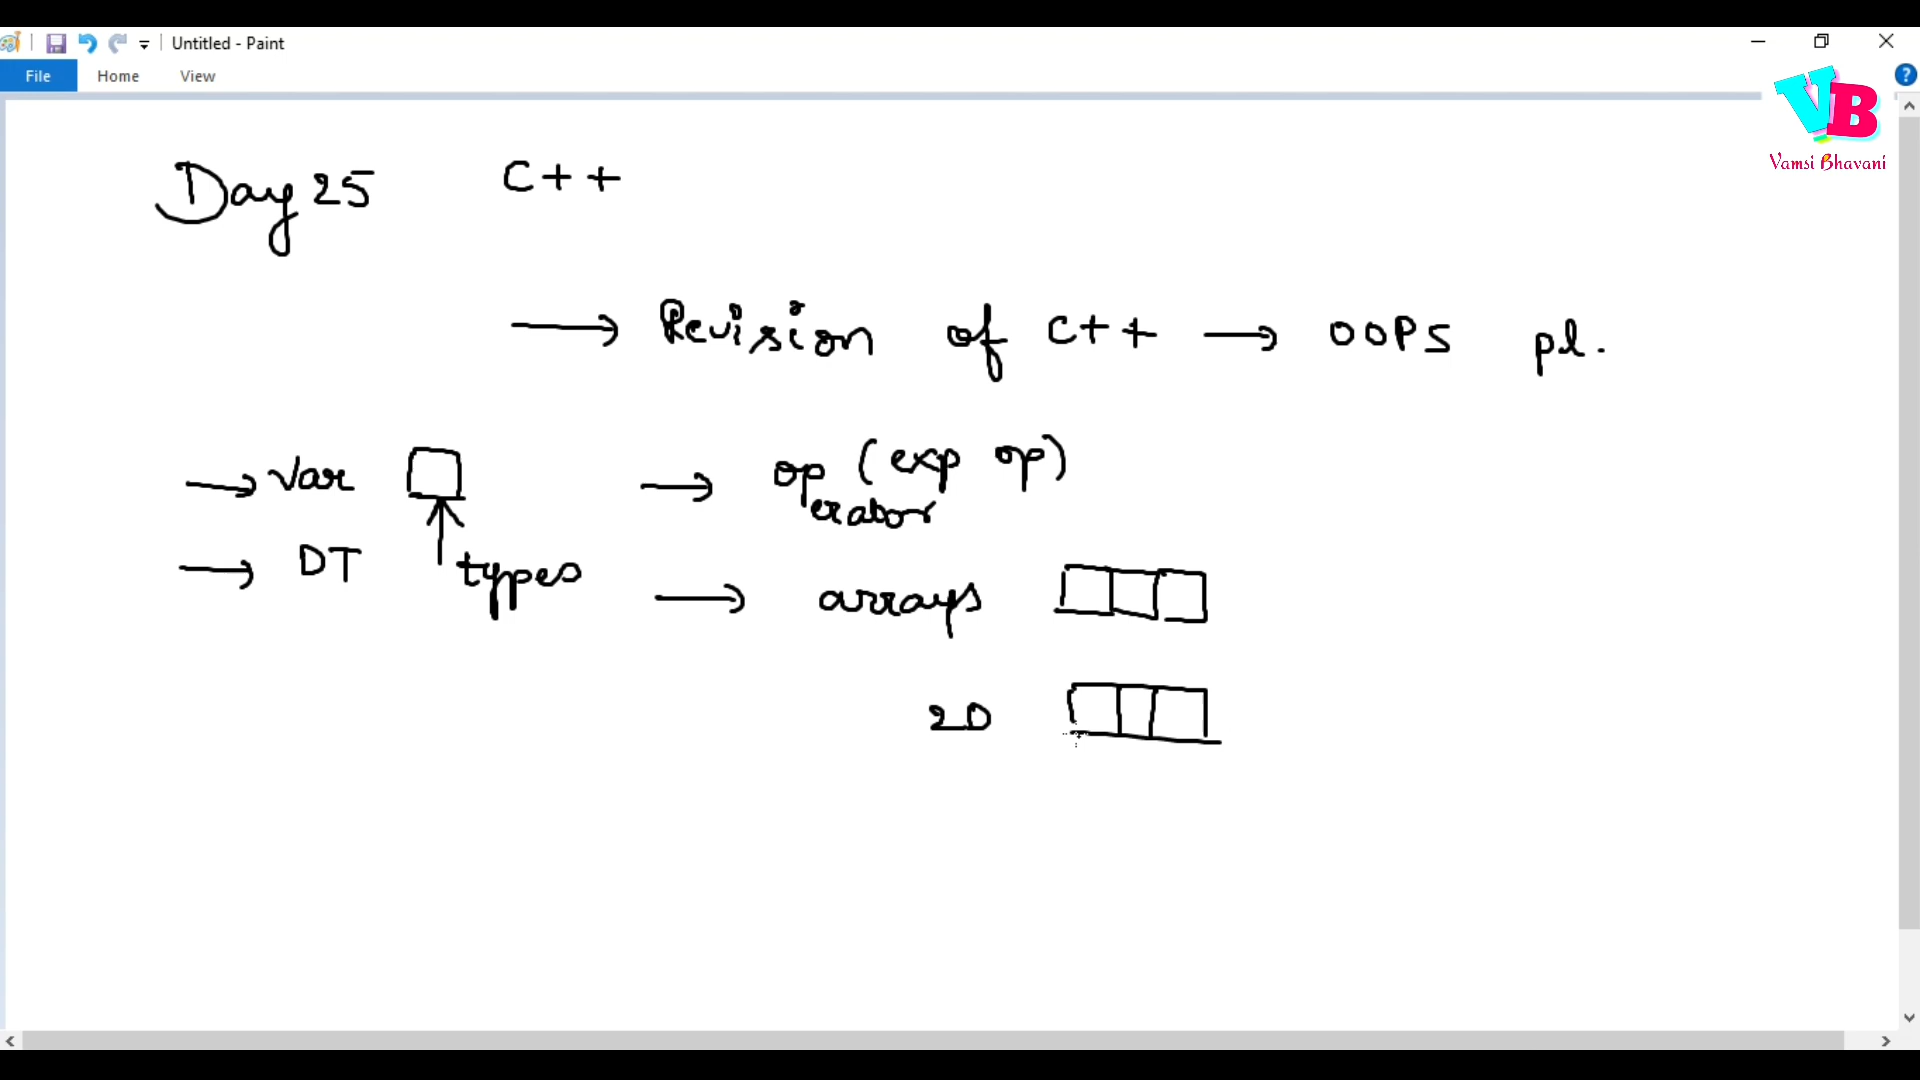 Untitled - Paint
File Home View
?
VB
Vamsi Bhavani
Day 25 C++
→ Revision of C++ → OOPS pl.
→ Var → op (exp op)
erator
→ DT types → arrays
2D